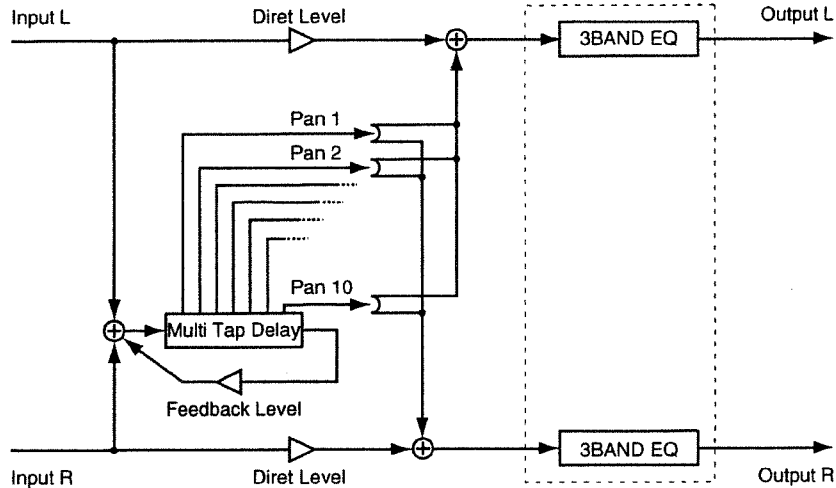 Input L
Diret Level
Output L
3BAND EQ
Pan 1
Pan 2
Pan 10
Multi Tap Delay
Feedback Level
3BAND EQ
Input R
Diret Level
Output R